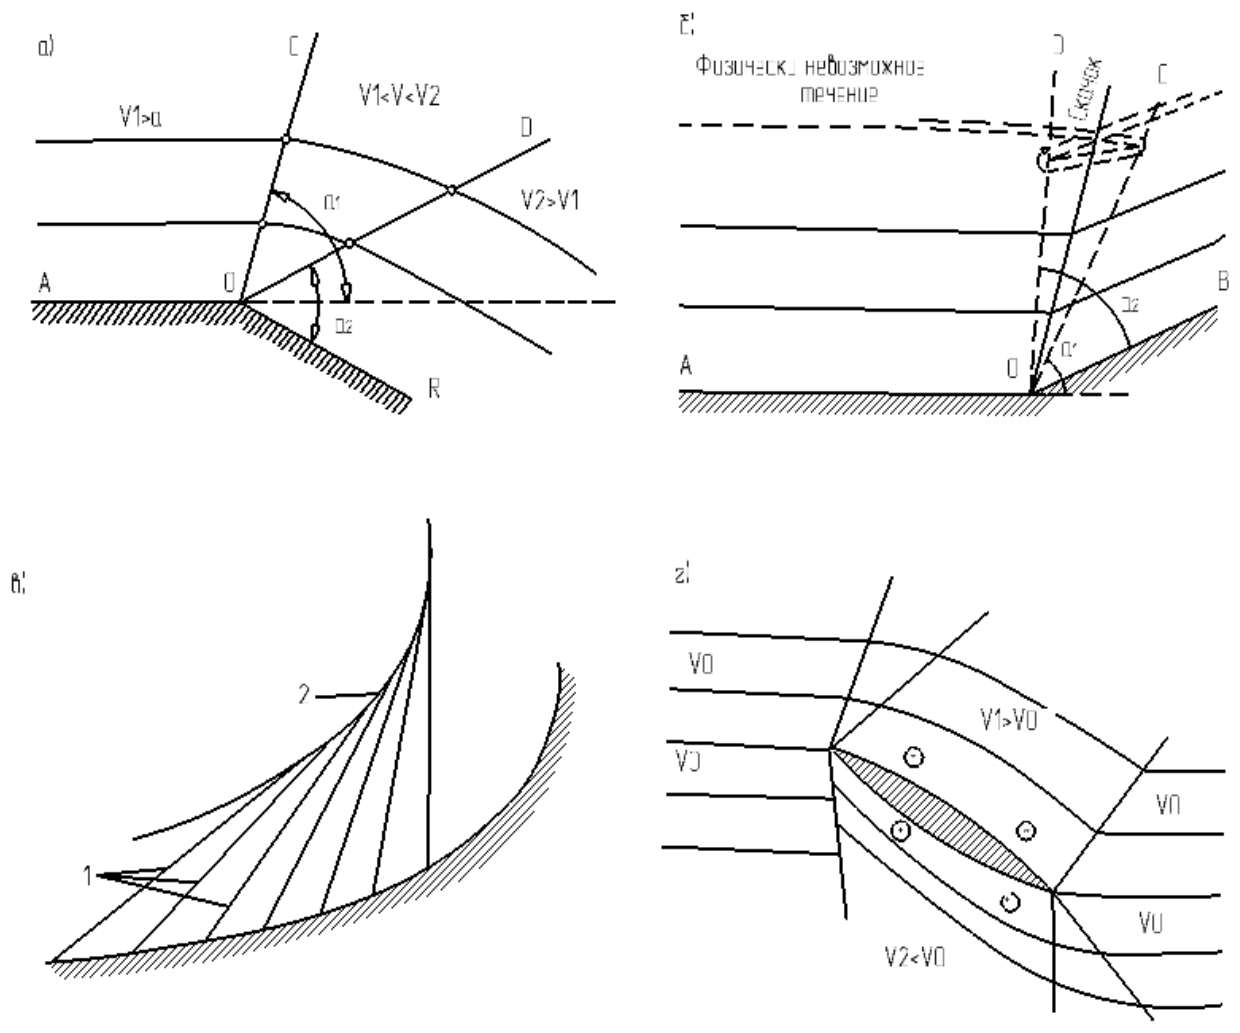 а)
C
V1>a
V1<V<V2
D
α1
V2>V1
A
O
α2
R
б)
Физически невозможное
течение
D
Скачок
C
α2
α1
B
A
O
в)
2
1
г)
V0
V1>V0
V0
V0
V0
V2<V0